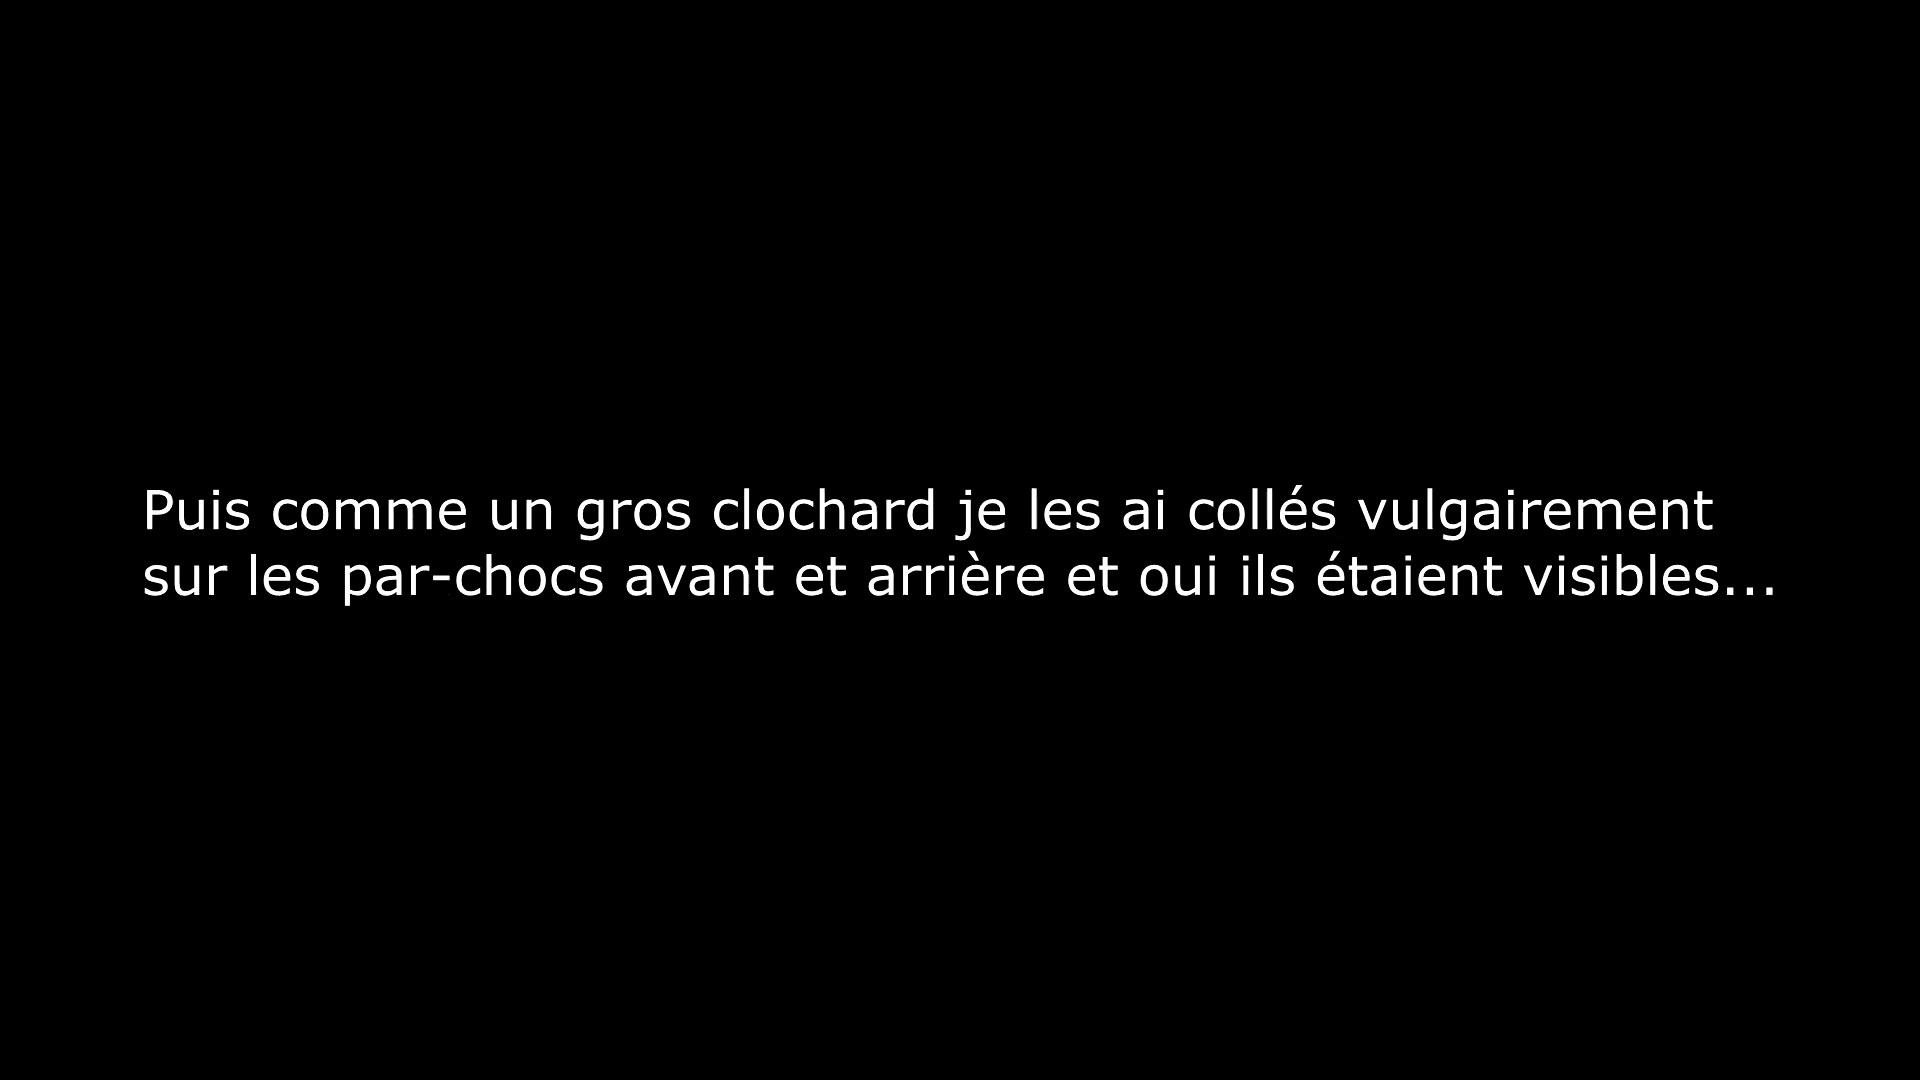 Puis comme un gros clochard je les ai collés vulgairement
sur les par-chocs avant et arrière et oui ils étaient visibles...